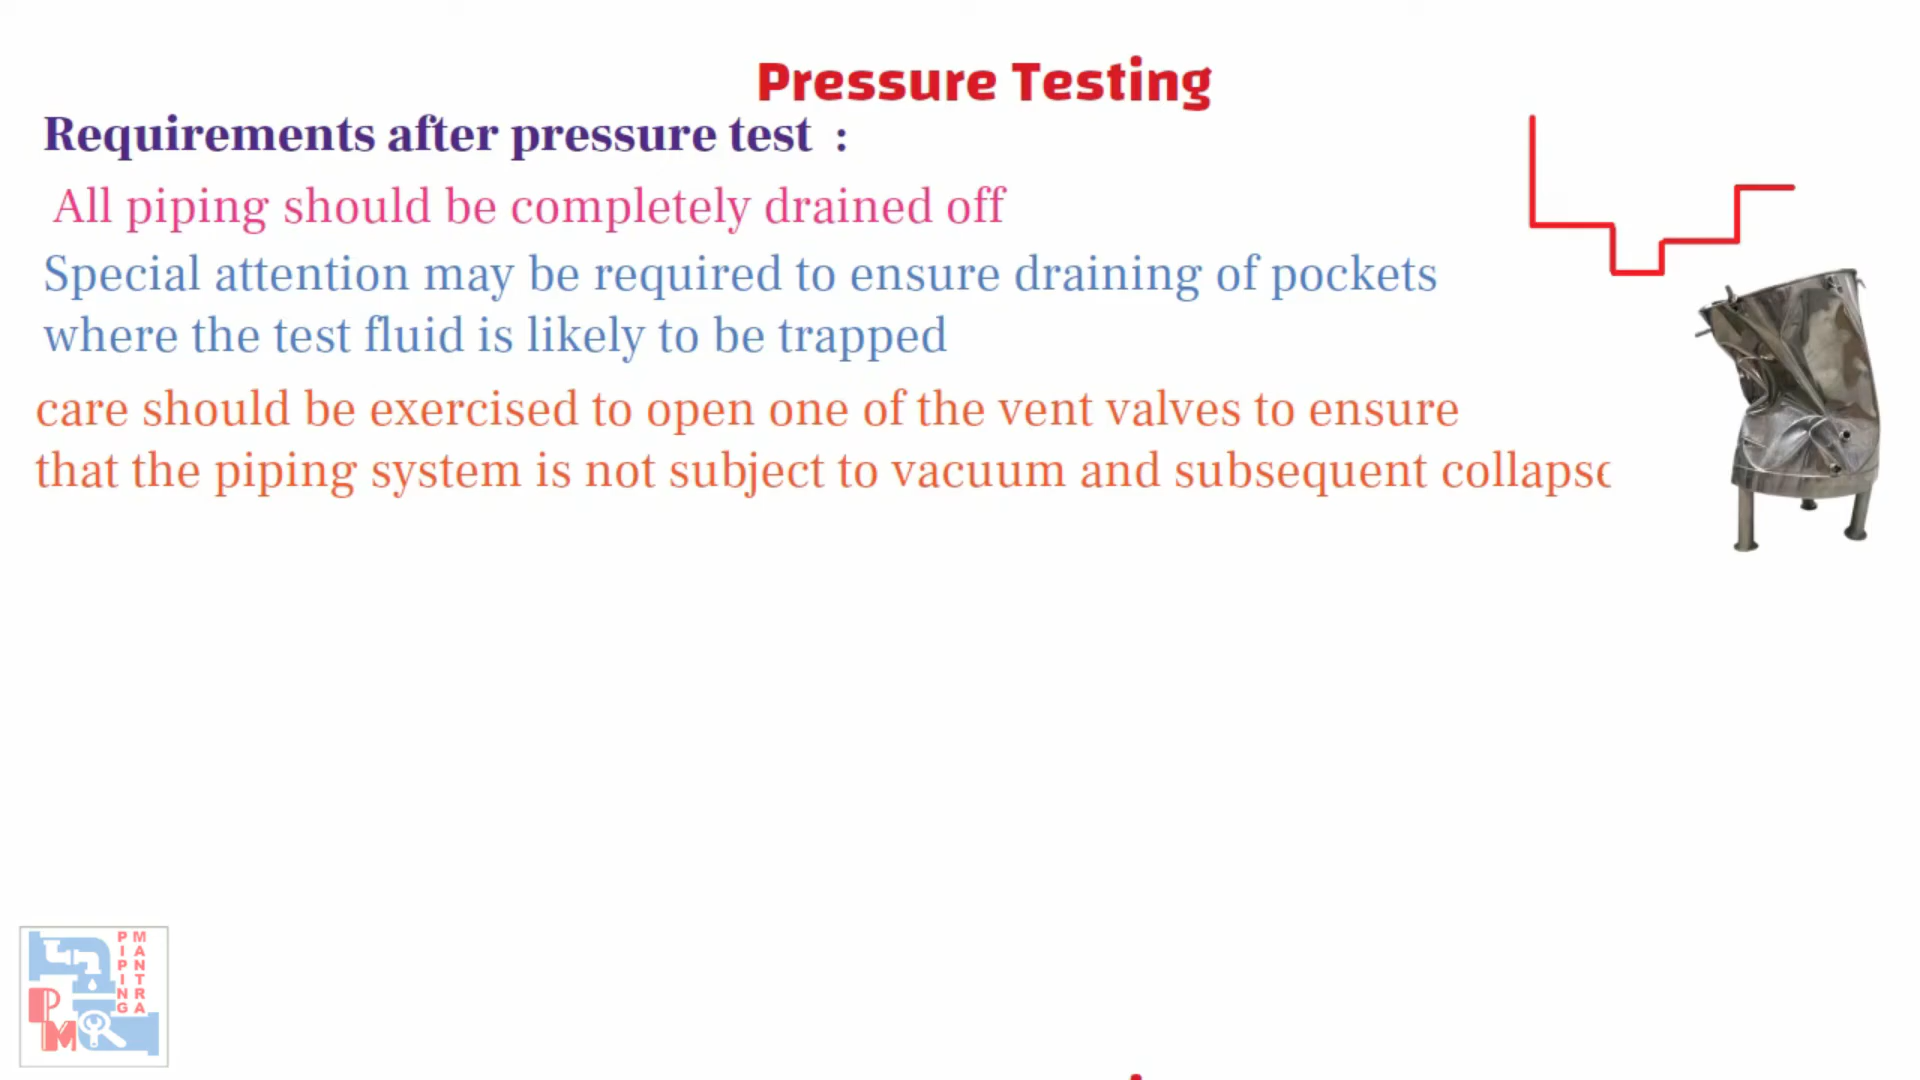 Pressure Testing
Requirements after pressure test :
All piping should be completely drained off
Special attention may be required to ensure draining of pockets
where the test fluid is likely to be trapped
care should be exercised to open one of the vent valves to ensure
that the piping system is not subject to vacuum and subsequent collaps
PIPING
MANTRA
PM